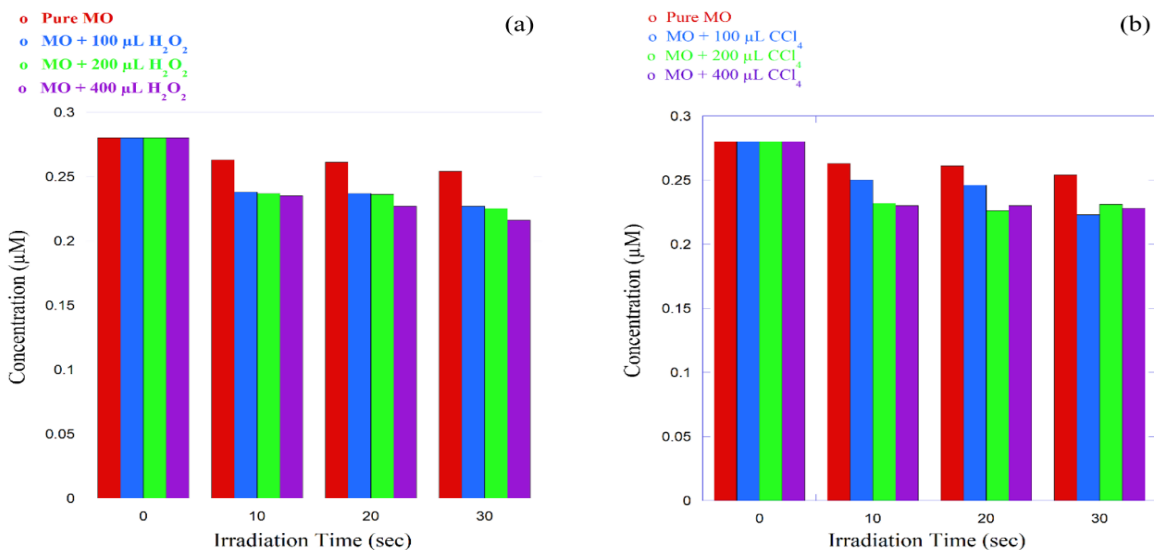 o Pure MO
o MO + 100 µL H₂O₂
o MO + 200 µL H₂O₂
o MO + 400 µL H₂O₂
(a)
0.3
0.25
0.2
0.15
0.1
0.05
0
Concentration (µM)
0 10 20 30
Irradiation Time (sec)
o Pure MO
o MO + 100 µL CCl₄
o MO + 200 µL CCl₄
o MO + 400 µL CCl₄
(b)
0.3
0.25
0.2
0.15
0.1
0.05
0
Concentration (µM)
0 10 20 30
Irradiation Time (sec)